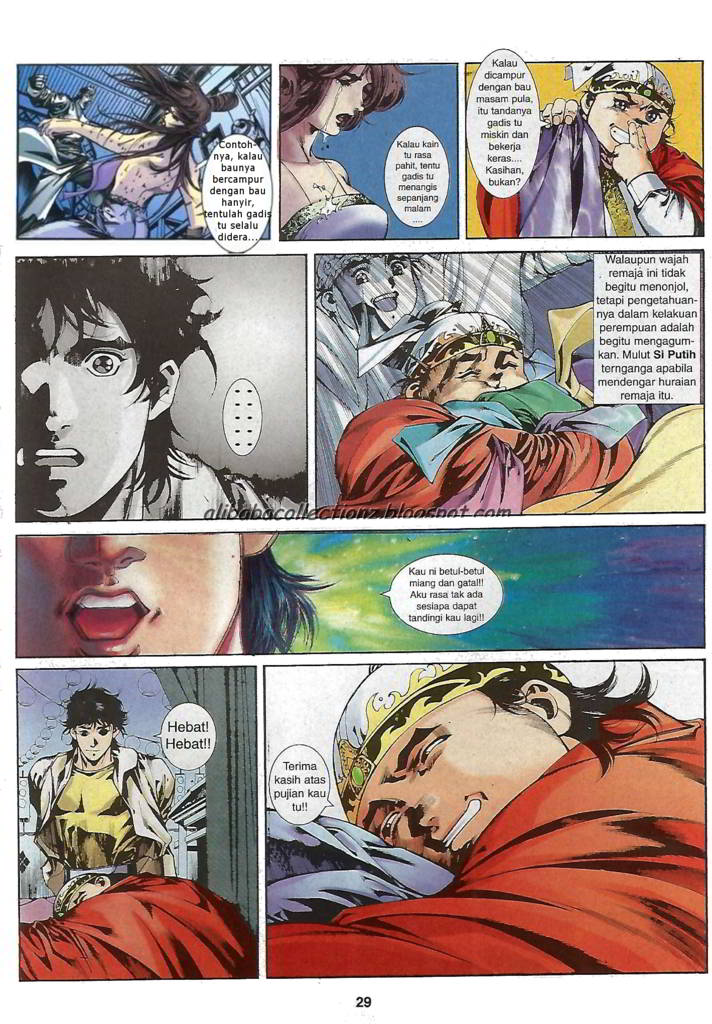 Contoh-
nya, kalau
baunya
bercampur
dengan bau
hanyir,
tentulah gadis
tu selalu
didera...
Kalau kain
tu rasa
pahit, tentu
gadis tu
menangis
sepanjang
malam
....
Kalau
dicampur
dengan bau
masam pula,
itu tandanya
gadis tu
miskin dan
bekerja
keras....
Kasihan,
bukan?
......
Walaupun wajah
remaja ini tidak
begitu menonjol,
tetapi pengetahuan-
nya dalam kelakuan
perempuan adalah
begitu mengagum-
kan. Mulut Si Putih
ternganga apabila
mendengar huraian
remaja itu.
alibabacollectionz.blogspot.com
Kau ni betul-betul
miang dan gatal!!
Aku rasa tak ada
sesiapa dapat
tandingi kau lagi!!
Hebat!
Hebat!!
Terima
kasih atas
pujian kau
tu!!
29